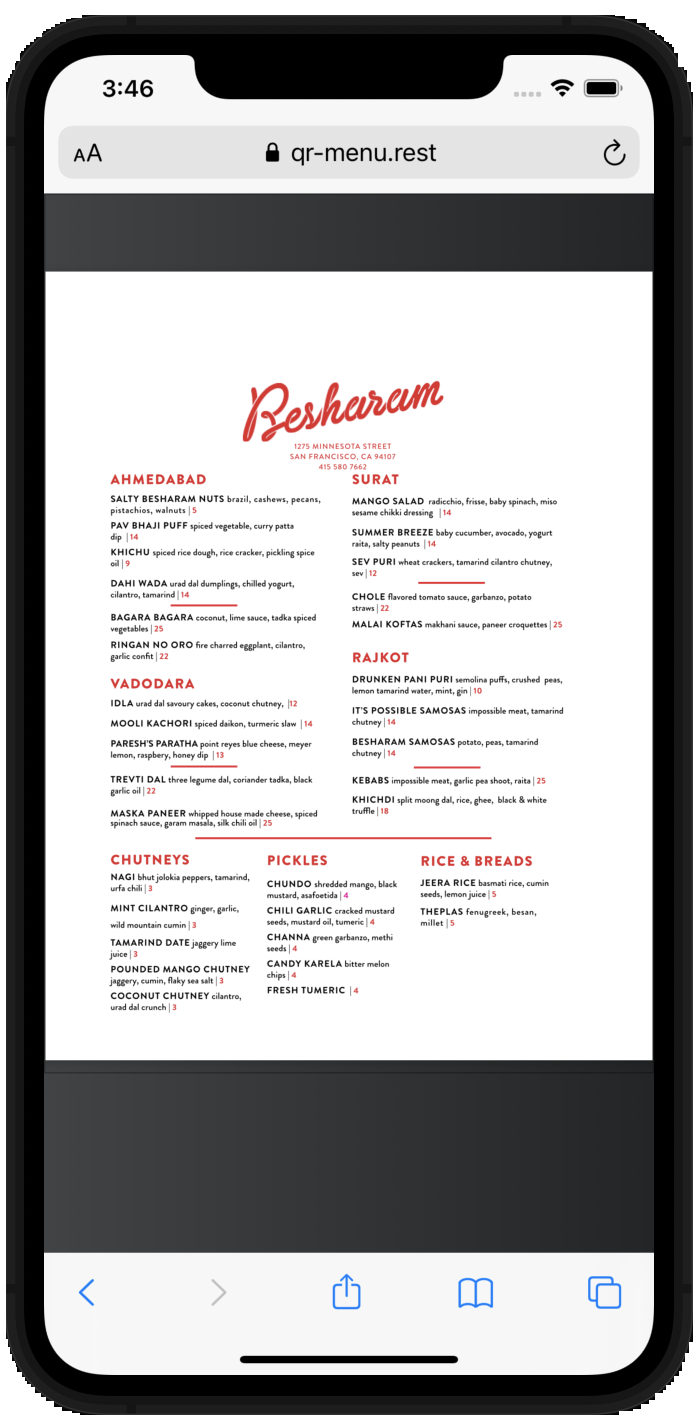 3:46
AA
qr-menu.rest
Besharam
1275 MINNESOTA STREET
SAN FRANCISCO, CA 94107
415 580 7662
AHMEDABAD
SALTY BESHARAM NUTS brazil, cashews, pecans,
pistachios, walnuts | 5
PAV BHAJI PUFF spiced vegetable, curry patta
dip | 14
KHICHU spiced rice dough, rice cracker, pickling spice
oil | 9
DAHI WADA urad dal dumplings, chilled yogurt,
cilantro, tamarind | 14
BAGARA BAGARA coconut, lime sauce, tadka spiced
vegetables | 25
RINGAN NO ORO fire charred eggplant, cilantro,
garlic confit | 22
VADODARA
IDLA urad dal savoury cakes, coconut chutney, |12
MOOLI KACHORI spiced daikon, turmeric slaw | 14
PARESH'S PARATHA point reyes blue cheese, meyer
lemon, raspbery, honey dip | 13
TREVTI DAL three legume dal, coriander tadka, black
garlic oil | 22
MASKA PANEER whipped house made cheese, spiced
spinach sauce, garam masala, silk chili oil | 25
SURAT
MANGO SALAD radicchio, frisse, baby spinach, miso
sesame chikki dressing | 14
SUMMER BREEZE baby cucumber, avocado, yogurt
raita, salty peanuts | 14
SEV PURI wheat crackers, tamarind cilantro chutney,
sev | 12
CHOLE flavored tomato sauce, garbanzo, potato
straws | 22
MALAI KOFTAS makhani sauce, paneer croquettes | 25
RAJKOT
DRUNKEN PANI PURI semolina puffs, crushed peas,
lemon tamarind water, mint, gin | 10
IT'S POSSIBLE SAMOSAS impossible meat, tamarind
chutney | 14
BESHARAM SAMOSAS potato, peas, tamarind
chutney | 14
KEBABS impossible meat, garlic pea shoot, raita | 25
KHICHDI split moong dal, rice, ghee, black & white
truffle | 18
CHUTNEYS
NAGI bhut jolokia peppers, tamarind,
urfa chili | 3
MINT CILANTRO ginger, garlic,
wild mountain cumin | 3
TAMARIND DATE jaggery lime
juice | 3
POUNDED MANGO CHUTNEY
jaggery, cumin, flaky sea salt | 3
COCONUT CHUTNEY cilantro,
urad dal crunch | 3
PICKLES
CHUNDO shredded mango, black
mustard, asafoetida | 4
CHILI GARLIC cracked mustard
seeds, mustard oil, tumeric | 4
CHANNA green garbanzo, methi
seeds | 4
CANDY KARELA bitter melon
chips | 4
FRESH TUMERIC | 4
RICE & BREADS
JEERA RICE basmati rice, cumin
seeds, lemon juice | 5
THEPLAS fenugreek, besan,
millet | 5